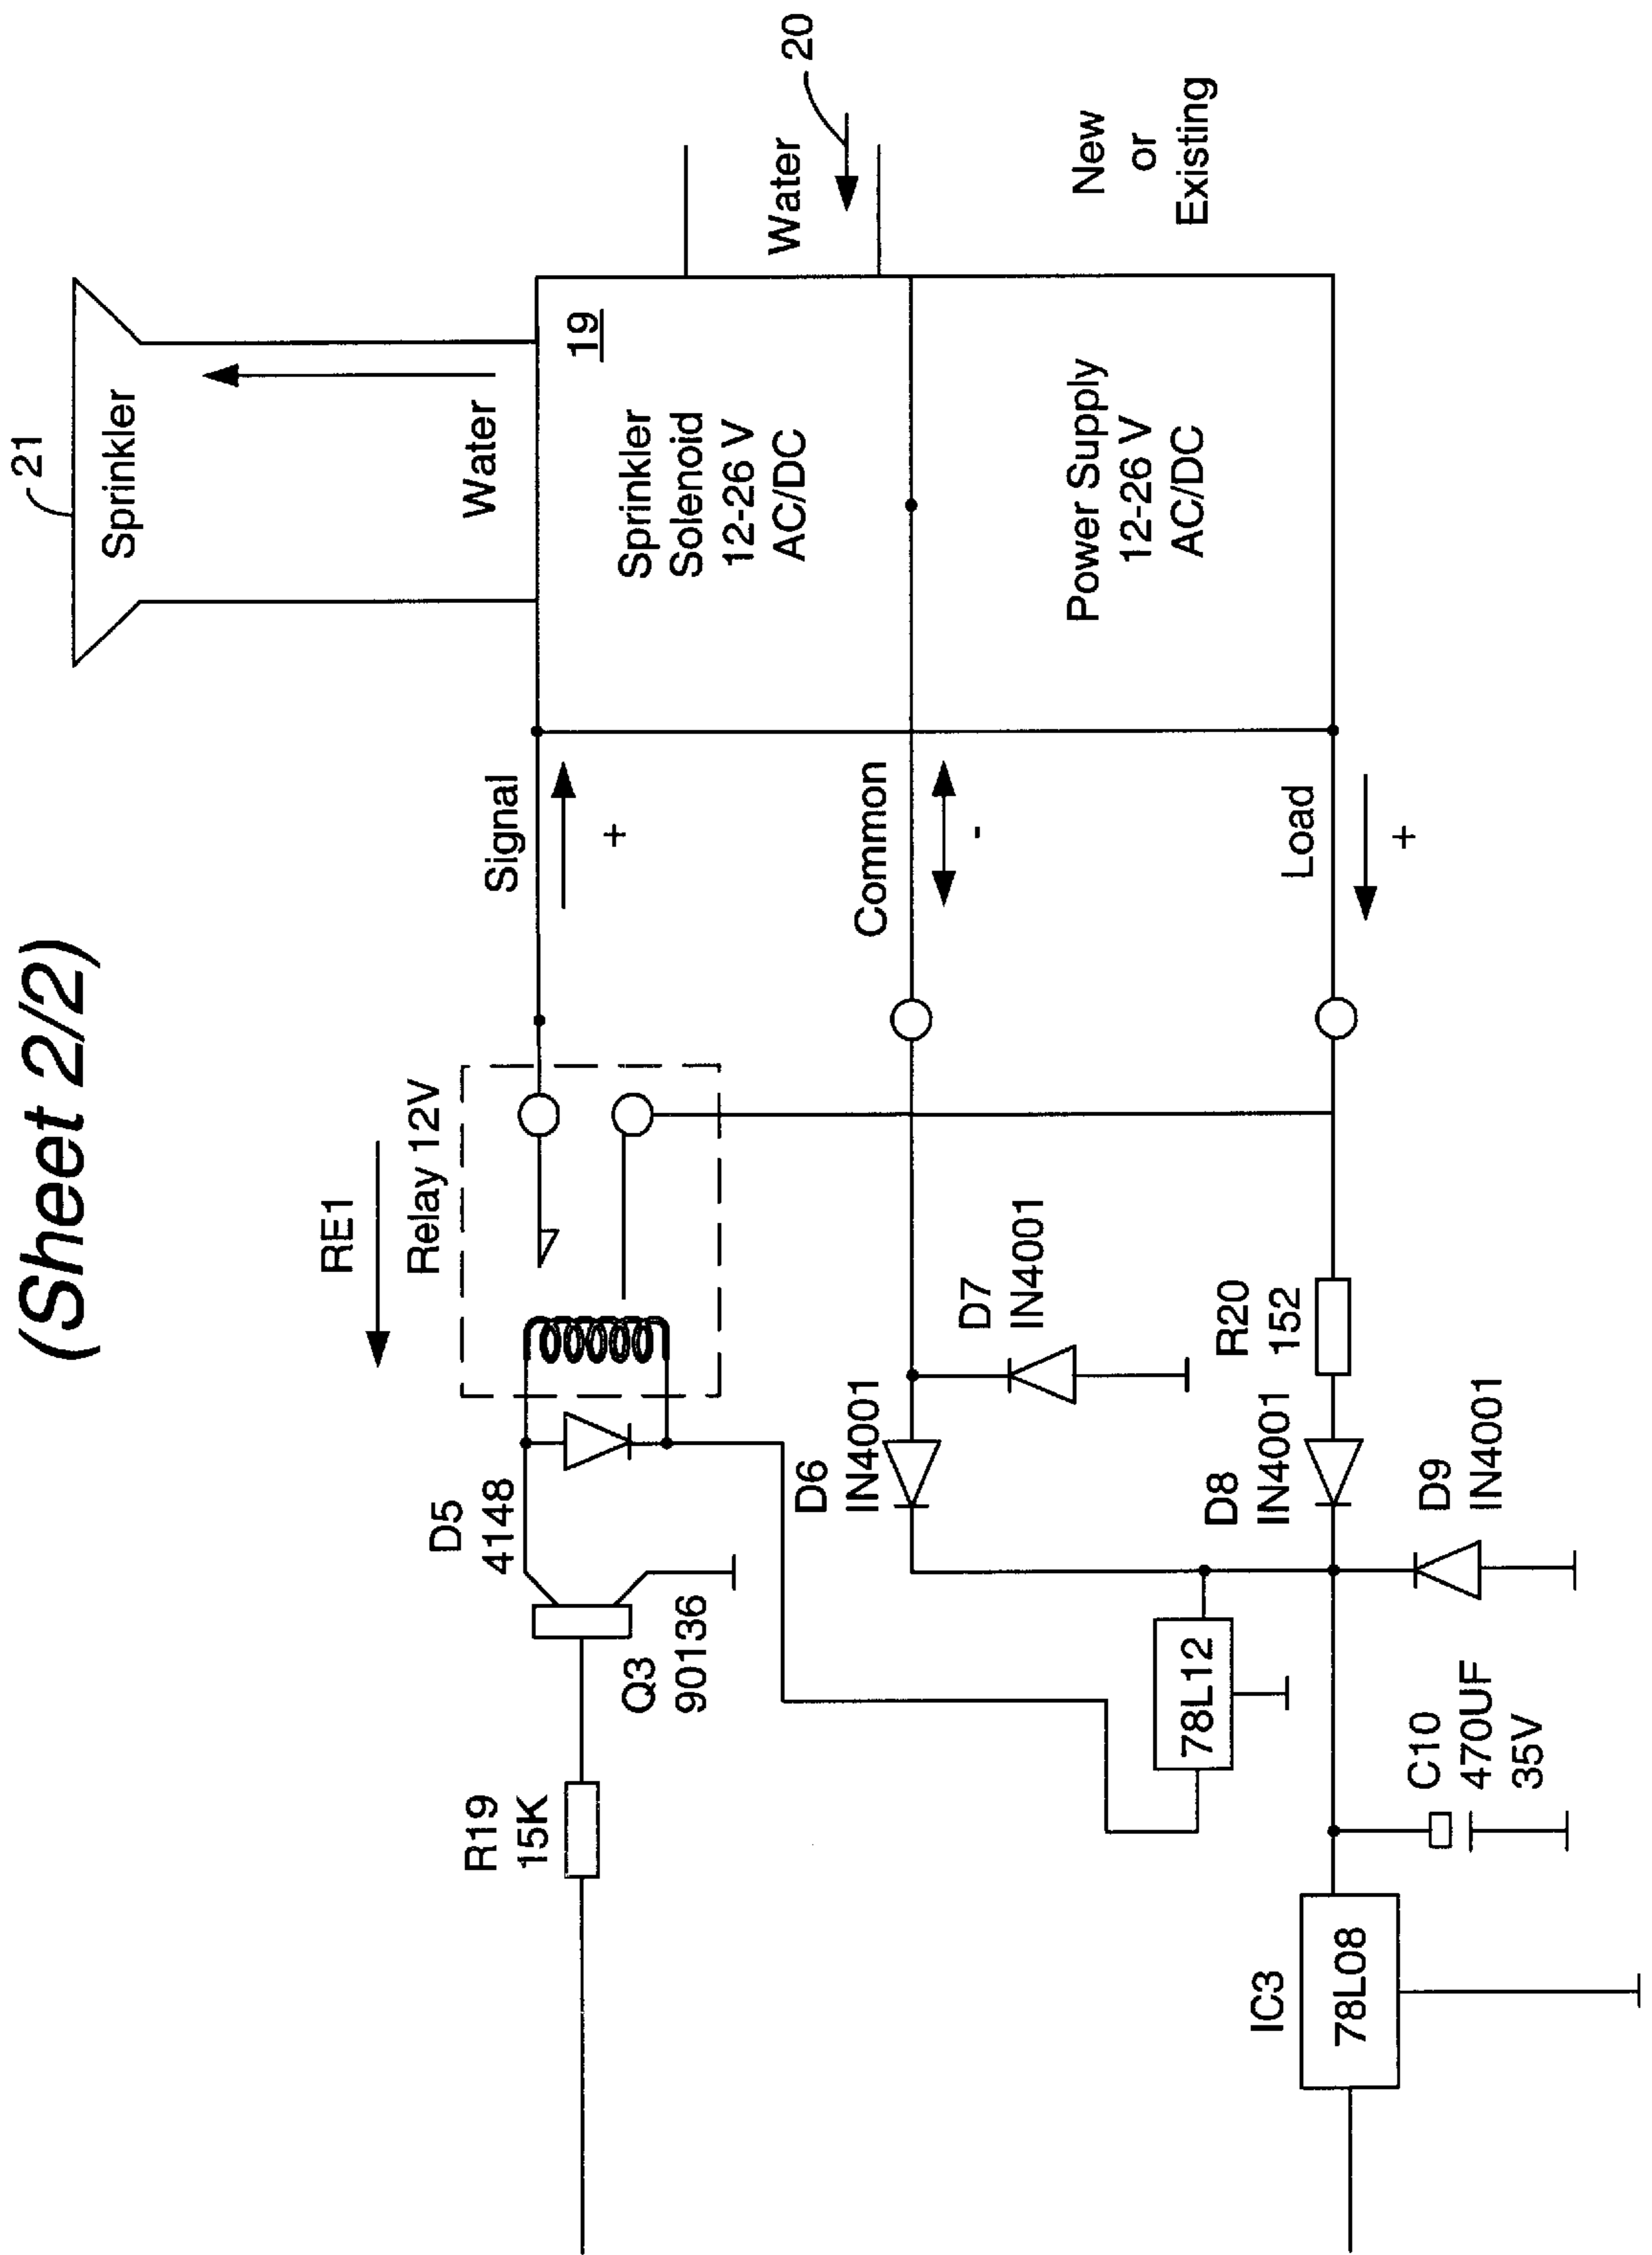 (Sheet 2/2)
21
Sprinkler
Water
19
Sprinkler
Solenoid
12-26 V
AC/DC
Water
20
Power Supply
12-26 V
AC/DC
New
or
Existing
Signal
+
Common
-
Load
+
RE1
Relay 12V
D5
4148
Q3
90136
R19
15K
D6
IN4001
D7
IN4001
R20
152
D8
IN4001
D9
IN4001
78L12
C10
470UF
35V
IC3
78L08